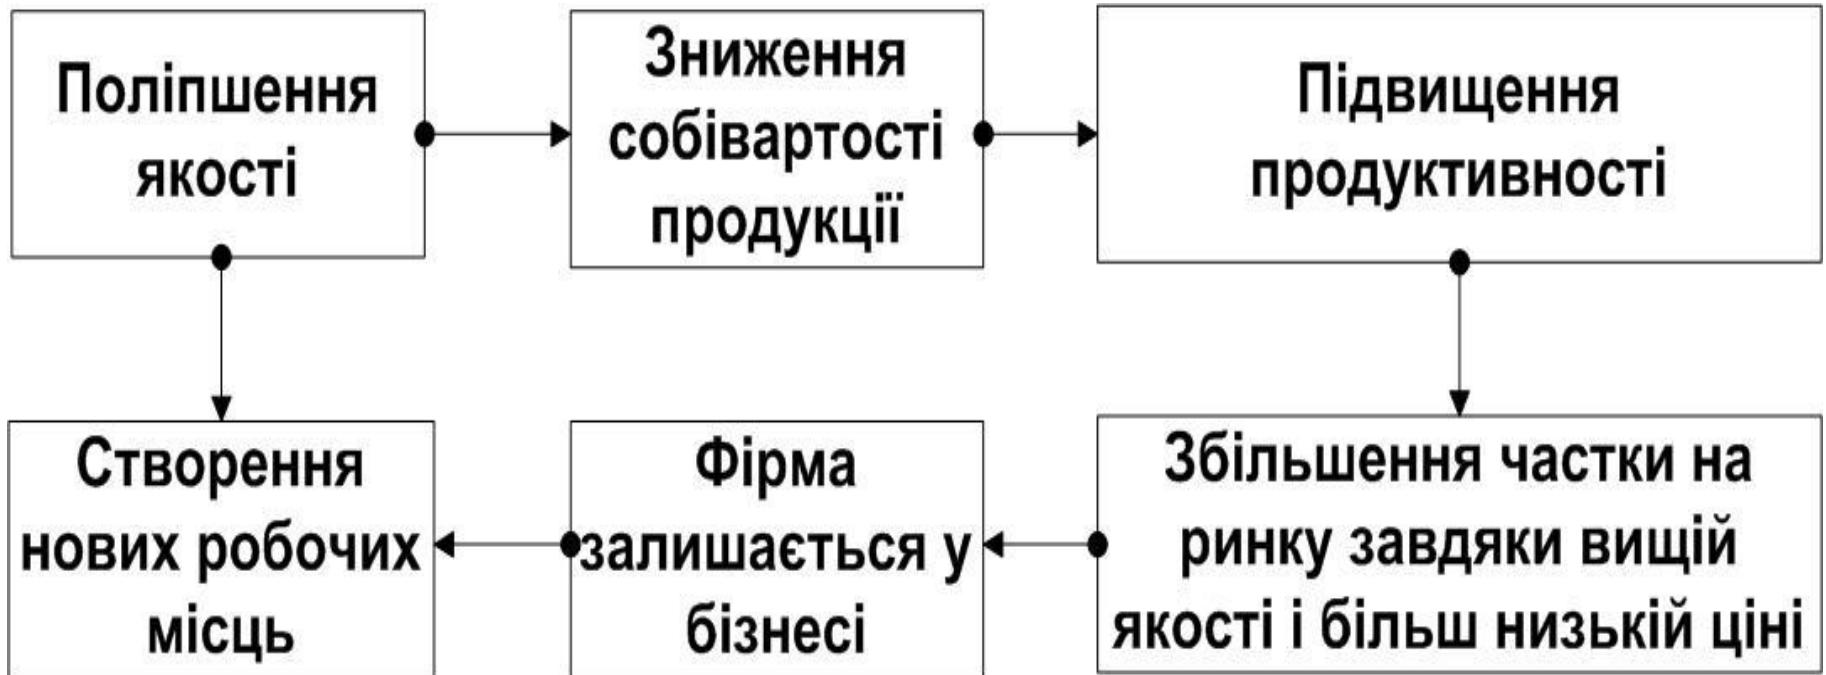 Поліпшення
якості
Зниження
собівартості
продукції
Підвищення
продуктивності
Створення
нових робочих
місць
Фірма
залишається у
бізнесі
Збільшення частки на
ринку завдяки вищій
якості і більш низькій ціні